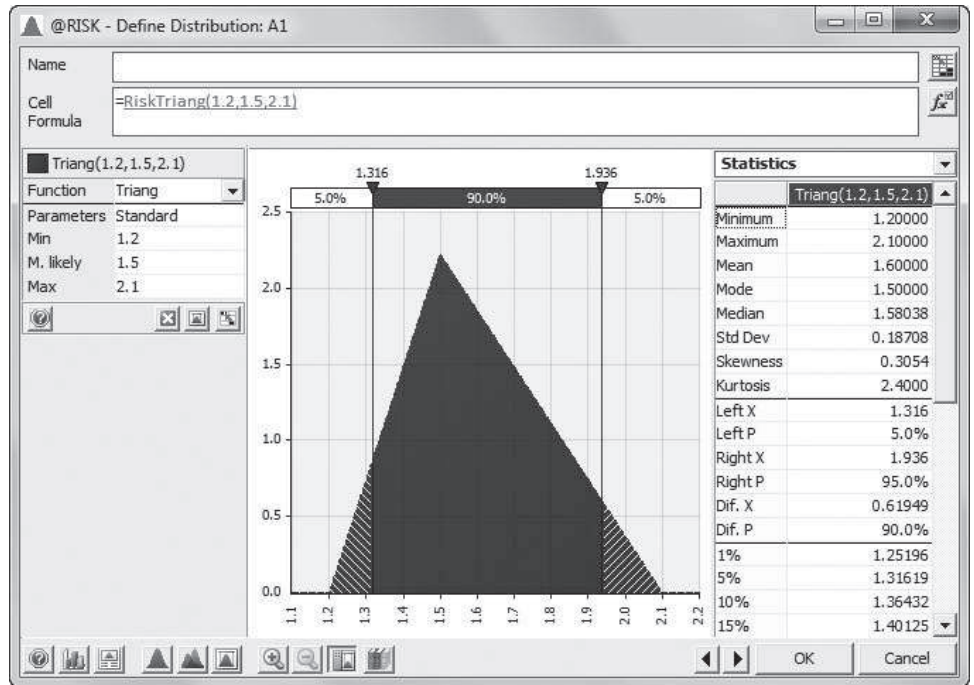 @RISK - Define Distribution: A1
Name
Cell Formula
=RiskTriang(1.2,1.5,2.1)
Triang(1.2,1.5,2.1)
Function Triang
Parameters Standard
Min 1.2
M. likely 1.5
Max 2.1
1.316 1.936
5.0% 90.0% 5.0%
2.5
2.0
1.5
1.0
0.5
0.0
1.1 1.2 1.3 1.4 1.5 1.6 1.7 1.8 1.9 2.0 2.1 2.2
Statistics
Triang(1.2,1.5,2.1)
Minimum 1.20000
Maximum 2.10000
Mean 1.60000
Mode 1.50000
Median 1.58038
Std Dev 0.18708
Skewness 0.3054
Kurtosis 2.4000
Left X 1.316
Left P 5.0%
Right X 1.936
Right P 95.0%
Dif. X 0.61949
Dif. P 90.0%
1% 1.25196
5% 1.31619
10% 1.36432
15% 1.40125
OK Cancel